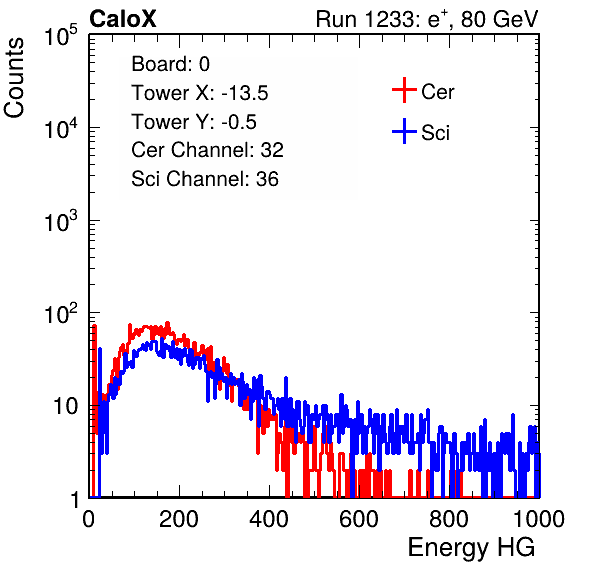 CaloX Run 1233: e⁺, 80 GeV
Counts
Board: 0
Tower X: -13.5
Tower Y: -0.5
Cer Channel: 32
Sci Channel: 36
Cer
Sci
10⁵
10⁴
10³
10²
10
1
0 200 400 600 800 1000
Energy HG